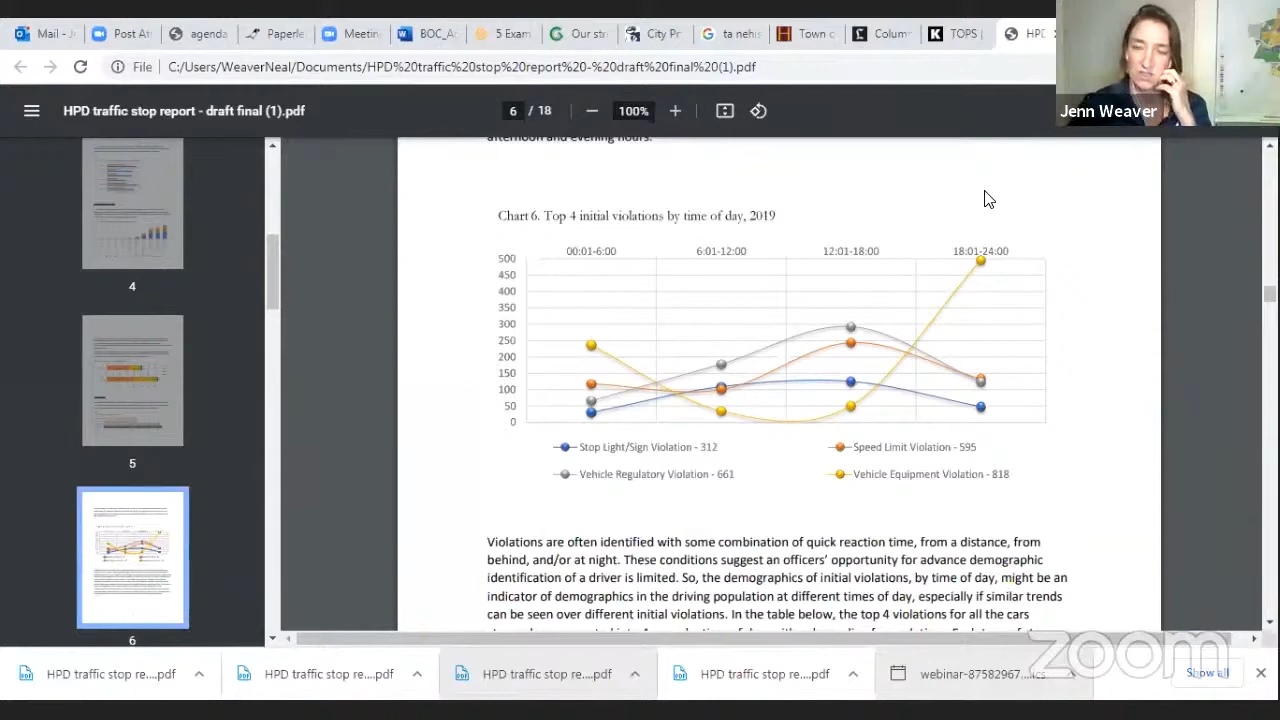 Mail - J
Post At
agenda
Paperle
Meetin
BOC_A
5 Exam
Our str
City Pr
ta nehis
Town o
Colum
TOPS |
HPD
File | C:/Users/WeaverNeal/Documents/HPD%20traffic%20stop%20report%20-%20draft%20final%20(1).pdf
HPD traffic stop report - draft final (1).pdf
6 / 18
100%
Jenn Weaver
afternoon and evening hours.
4
5
6
Chart 6. Top 4 initial violations by time of day, 2019
00:01-6:00 6:01-12:00 12:01-18:00 18:01-24:00
500
450
400
350
300
250
200
150
100
50
0
Stop Light/Sign Violation - 312 Speed Limit Violation - 595
Vehicle Regulatory Violation - 661 Vehicle Equipment Violation - 818
Violations are often identified with some combination of quick reaction time, from a distance, from
behind, and/or at night. These conditions suggest an officers' opportunity for advance demographic
identification of a driver is limited. So, the demographics of initial violations, by time of day, might be an
indicator of demographics in the driving population at different times of day, especially if similar trends
can be seen over different initial violations. In the table below, the top 4 violations for all the cars
HPD traffic stop re....pdf
HPD traffic stop re....pdf
HPD traffic stop re....pdf
HPD traffic stop re....pdf
webinar-87582967....ics
Show all
zoom